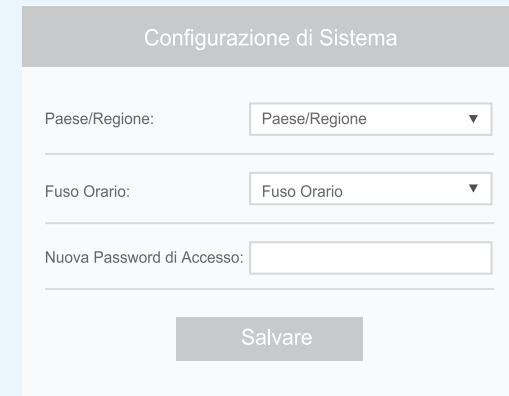 Configurazione di Sistema
Paese/Regione: Paese/Regione
Fuso Orario: Fuso Orario
Nuova Password di Accesso:
Salvare